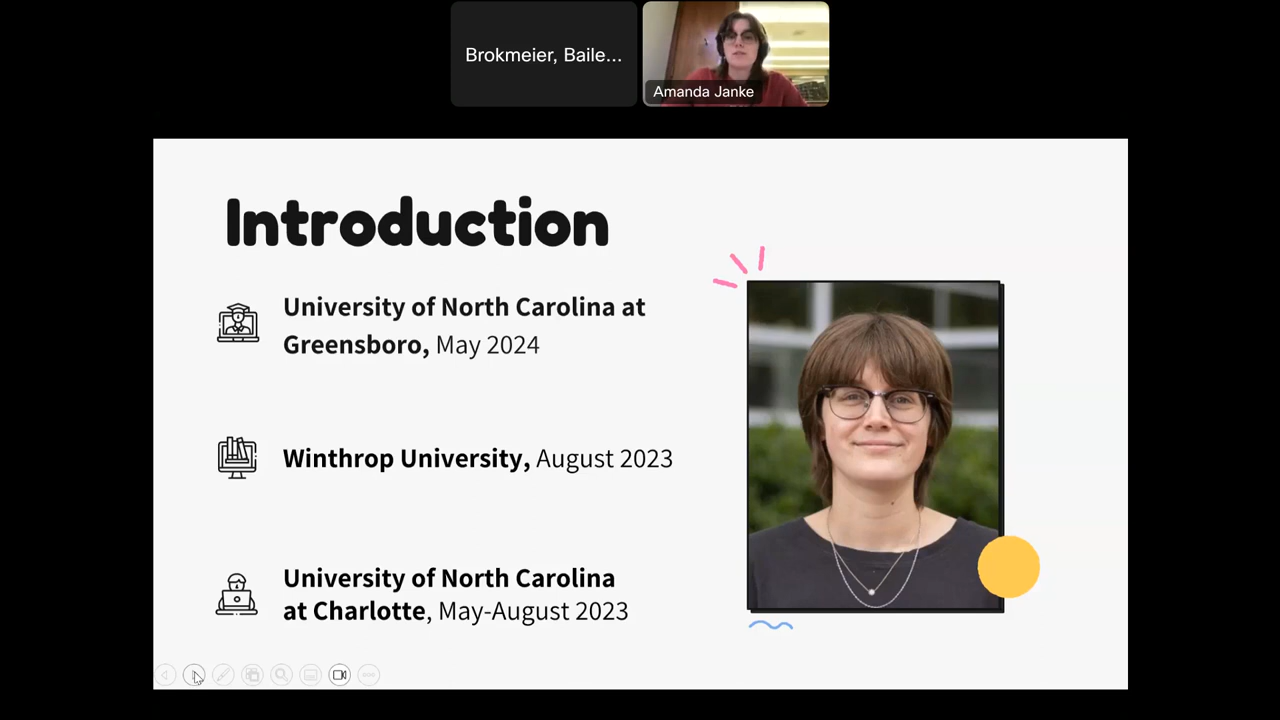 Brokmeier, Baile...
Amanda Janke
Introduction
University of North Carolina at
Greensboro, May 2024
Winthrop University, August 2023
University of North Carolina
at Charlotte, May-August 2023